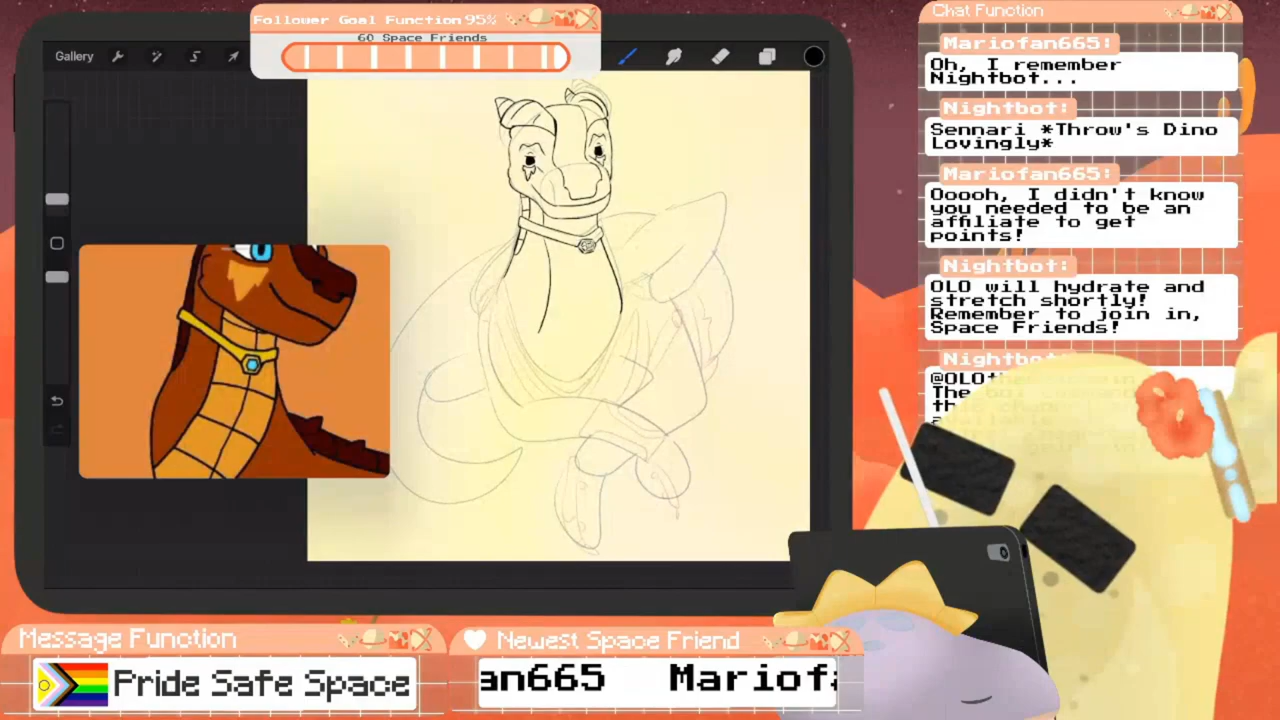 Follower Goal Function 95%
60 Space Friends
Gallery
Chat Function
Mariofan665:
Oh, I remember
Nightbot...
Nightbot:
Sennari *Throw's Dino
Lovingly*
Mariofan665:
Ooooh, I didn't know
you needed to be an
affiliate to get
points!
Nightbot:
OLO will hydrate and
stretch shortly!
Remember to join in,
Space Friends!
Nightbot:
The
Message Function
Pride Safe Space
Newest Space Friend
an665 Mariofa